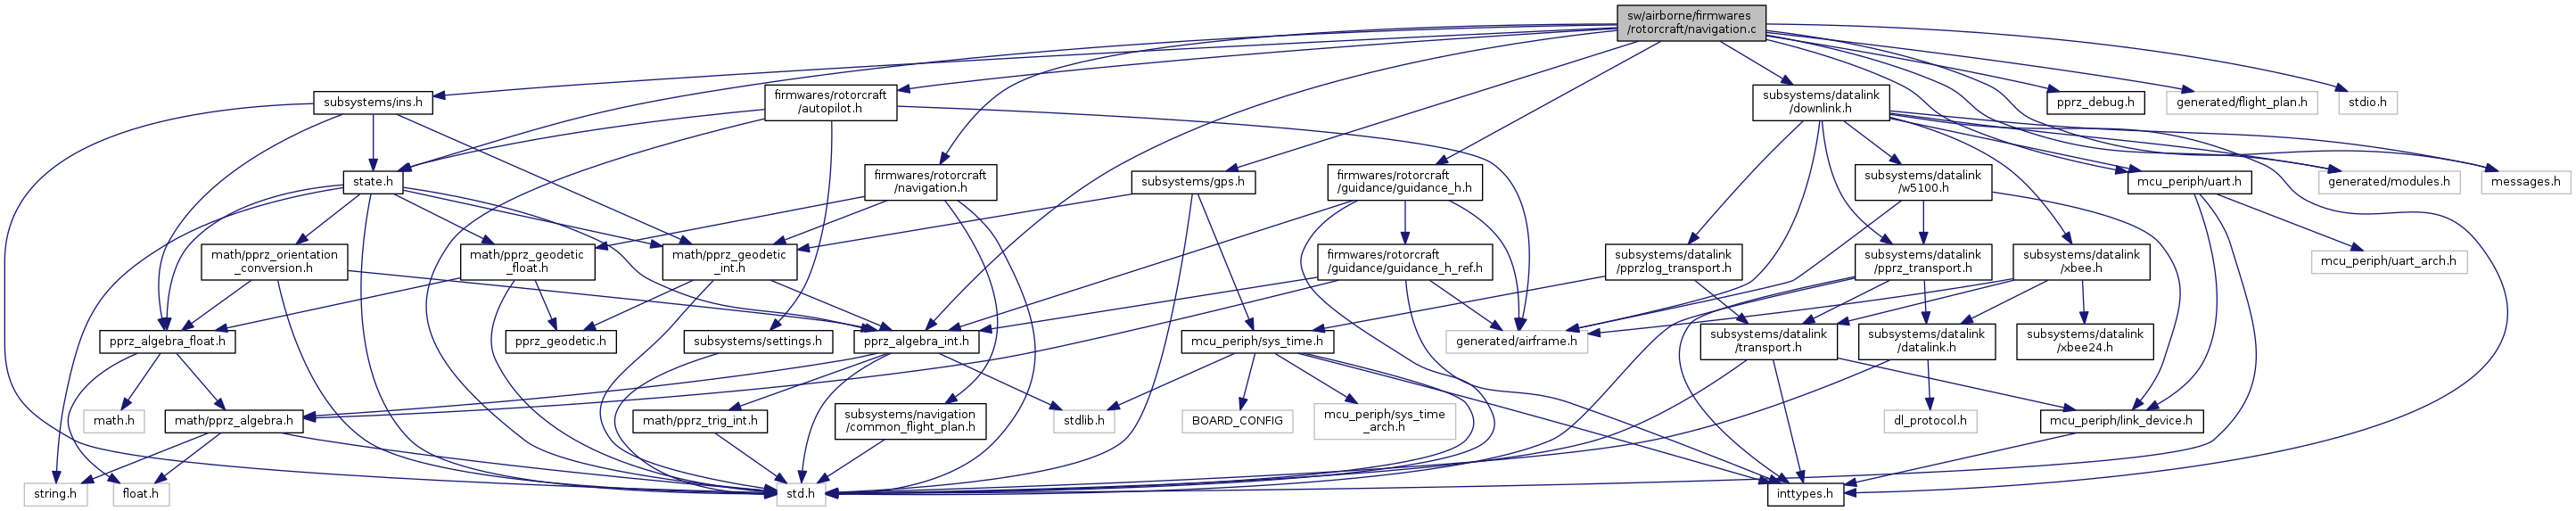 sw/airborne/firmwares
/rotorcraft/navigation.c
subsystems/ins.h
firmwares/rotorcraft
/autopilot.h
subsystems/datalink
/downlink.h
pprz_debug.h
generated/flight_plan.h
stdio.h
state.h
firmwares/rotorcraft
/navigation.h
subsystems/gps.h
firmwares/rotorcraft
/guidance/guidance_h.h
subsystems/datalink
/w5100.h
mcu_periph/uart.h
generated/modules.h
messages.h
math/pprz_orientation
_conversion.h
math/pprz_geodetic
_float.h
math/pprz_geodetic
_int.h
firmwares/rotorcraft
/guidance/guidance_h_ref.h
subsystems/datalink
/pprzlog_transport.h
subsystems/datalink
/pprz_transport.h
subsystems/datalink
/xbee.h
mcu_periph/uart_arch.h
pprz_algebra_float.h
pprz_geodetic.h
subsystems/settings.h
pprz_algebra_int.h
mcu_periph/sys_time.h
generated/airframe.h
subsystems/datalink
/transport.h
subsystems/datalink
/datalink.h
subsystems/datalink
/xbee24.h
math.h
math/pprz_algebra.h
math/pprz_trig_int.h
subsystems/navigation
/common_flight_plan.h
stdlib.h
BOARD_CONFIG
mcu_periph/sys_time
_arch.h
dl_protocol.h
mcu_periph/link_device.h
string.h
float.h
std.h
inttypes.h